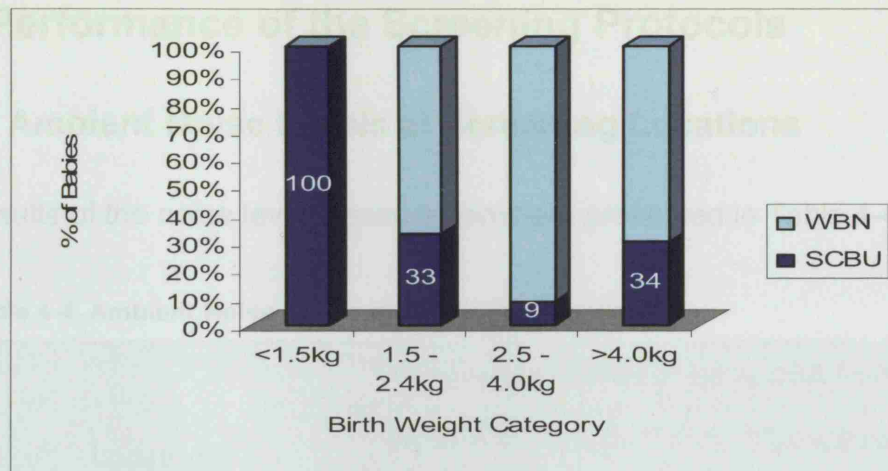 Performance of the Screening Protocols
Ambient Noise Levels at Screening Locations
100%
90%
80%
70%
60%
50%
40%
30%
20%
10%
0%
% of Babies
100
33
9
34
WBN
SCBU
<1.5kg
1.5 -
2.4kg
2.5 -
4.0kg
>4.0kg
Birth Weight Category